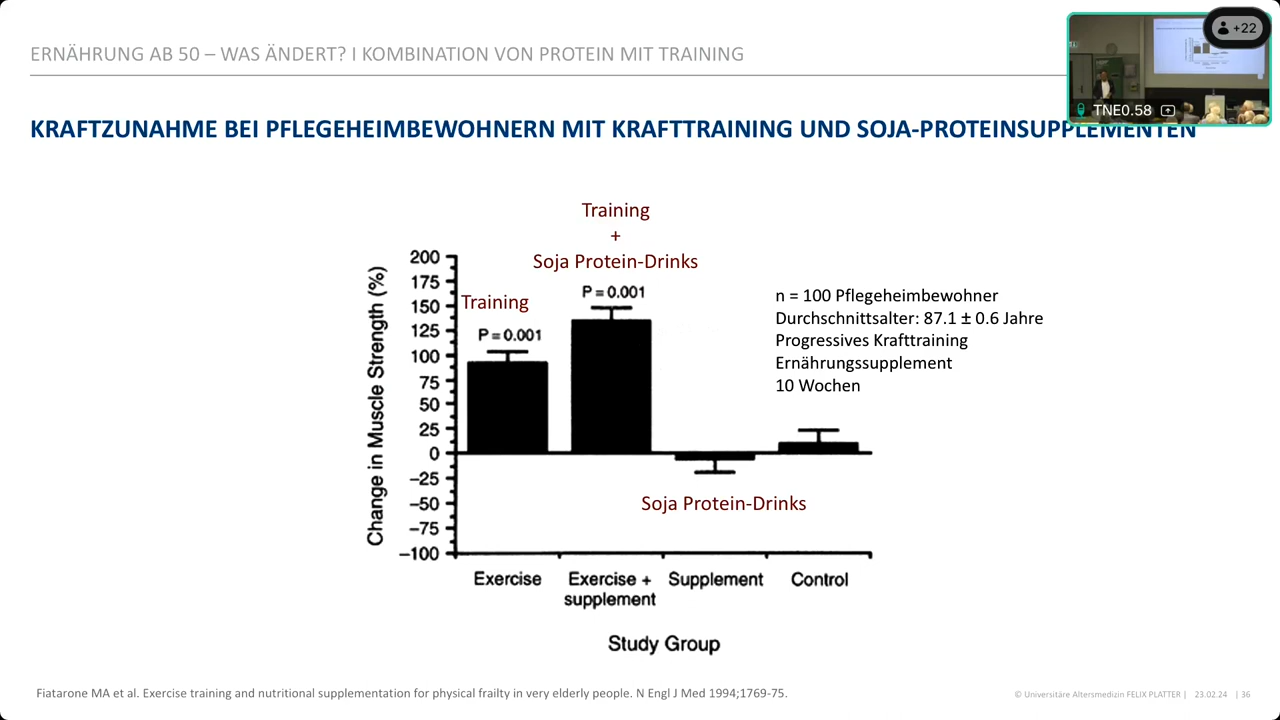 ERNÄHRUNG AB 50 – WAS ÄNDERT? I KOMBINATION VON PROTEIN MIT TRAINING
+22
TNE0.58
KRAFTZUNAHME BEI PFLEGEHEIMBEWOHNERN MIT KRAFTTRAINING UND SOJA-PROTEINSUPPLEMENTEN
Training
+
Soja Protein-Drinks
Training
P = 0.001
P = 0.001
Change in Muscle Strength (%)
200
175
150
125
100
75
50
25
0
–25
–50
–75
–100
n = 100 Pflegeheimbewohner
Durchschnittsalter: 87.1 ± 0.6 Jahre
Progressives Krafttraining
Ernährungssupplement
10 Wochen
Soja Protein-Drinks
Exercise
Exercise +
supplement
Supplement
Control
Study Group
Fiatarone MA et al. Exercise training and nutritional supplementation for physical frailty in very elderly people. N Engl J Med 1994;1769-75.
© Universitäre Altersmedizin FELIX PLATTER | 23.02.24 | 36